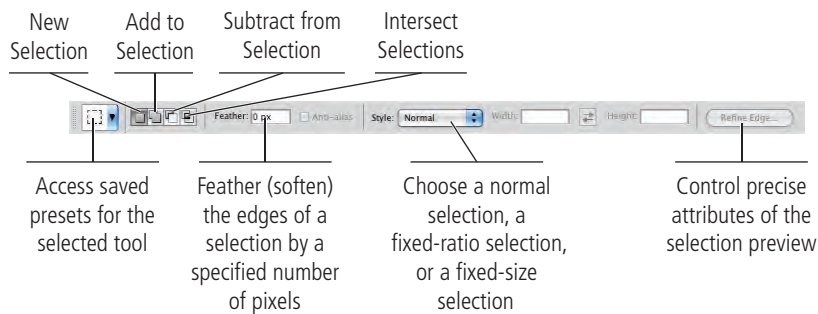 New
Selection
Add to
Selection
Subtract from
Selection
Intersect
Selections
Feather: 0 px
Anti-alias
Style: Normal
Width:
Height:
Refine Edge...
Access saved
presets for the
selected tool
Feather (soften)
the edges of a
selection by a
specified number
of pixels
Choose a normal
selection, a
fixed-ratio selection,
or a fixed-size
selection
Control precise
attributes of the
selection preview